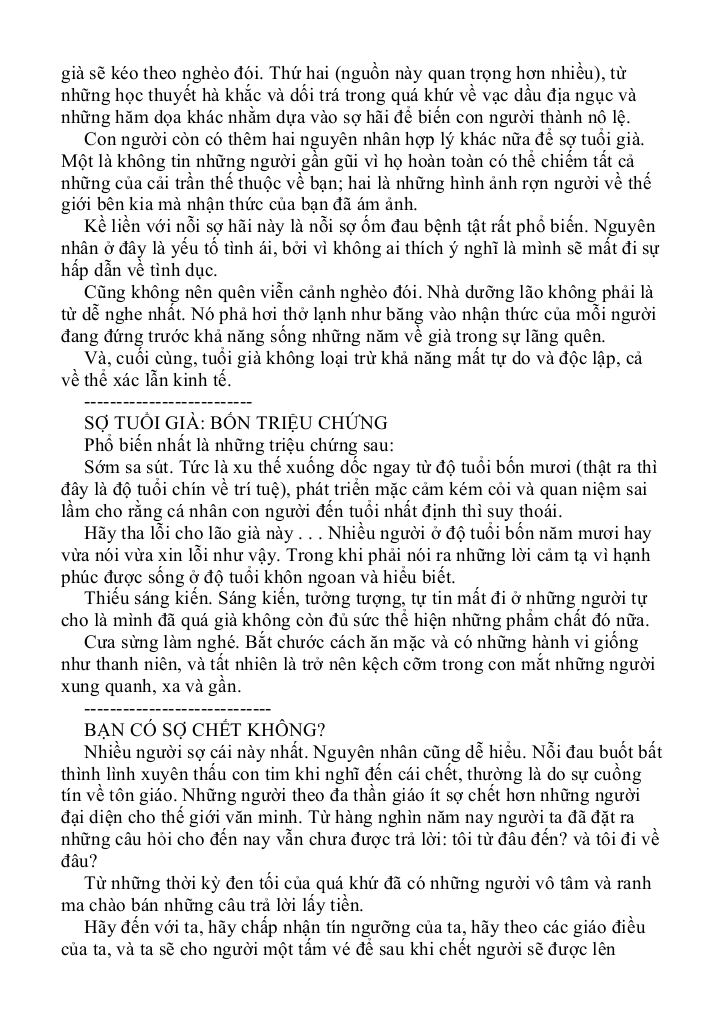 già sẽ kéo theo nghèo đói. Thứ hai (nguồn này quan trọng hơn nhiều), từ
những học thuyết hà khắc và dối trá trong quá khứ về vạc dầu địa ngục và
những hăm dọa khác nhằm dựa vào sợ hãi để biến con người thành nô lệ.
Con người còn có thêm hai nguyên nhân hợp lý khác nữa để sợ tuổi già.
Một là không tin những người gần gũi vì họ hoàn toàn có thể chiếm tất cả
những của cải trần thế thuộc về bạn; hai là những hình ảnh rợn người về thế
giới bên kia mà nhận thức của bạn đã ám ảnh.
Kề liền với nỗi sợ hãi này là nỗi sợ ốm đau bệnh tật rất phổ biến. Nguyên
nhân ở đây là yếu tố tình ái, bởi vì không ai thích ý nghĩ là mình sẽ mất đi sự
hấp dẫn về tình dục.
Cũng không nên quên viễn cảnh nghèo đói. Nhà dưỡng lão không phải là
từ dễ nghe nhất. Nó phả hơi thở lạnh như băng vào nhận thức của mỗi người
đang đứng trước khả năng sống những năm về già trong sự lãng quên.
Và, cuối cùng, tuổi già không loại trừ khả năng mất tự do và độc lập, cả
về thể xác lẫn kinh tế.
--------------------------
SỢ TUỔI GIÀ: BỐN TRIỆU CHỨNG
Phổ biến nhất là những triệu chứng sau:
Sớm sa sút. Tức là xu thế xuống dốc ngay từ độ tuổi bốn mươi (thật ra thì
đây là độ tuổi chín về trí tuệ), phát triển mặc cảm kém cỏi và quan niệm sai
lầm cho rằng cá nhân con người đến tuổi nhất định thì suy thoái.
Hãy tha lỗi cho lão già này . . . Nhiều người ở độ tuổi bốn năm mươi hay
vừa nói vừa xin lỗi như vậy. Trong khi phải nói ra những lời cảm tạ vì hạnh
phúc được sống ở độ tuổi khôn ngoan và hiểu biết.
Thiếu sáng kiến. Sáng kiến, tưởng tượng, tự tin mất đi ở những người tự
cho là mình đã quá già không còn đủ sức thể hiện những phẩm chất đó nữa.
Cưa sừng làm nghé. Bắt chước cách ăn mặc và có những hành vi giống
như thanh niên, và tất nhiên là trở nên kệch cỡm trong con mắt những người
xung quanh, xa và gần.
-----------------------------
BẠN CÓ SỢ CHẾT KHÔNG?
Nhiều người sợ cái này nhất. Nguyên nhân cũng dễ hiểu. Nỗi đau buốt bất
thình lình xuyên thấu con tim khi nghĩ đến cái chết, thường là do sự cuồng
tín về tôn giáo. Những người theo đa thần giáo ít sợ chết hơn những người
đại diện cho thế giới văn minh. Từ hàng nghìn năm nay người ta đã đặt ra
những câu hỏi cho đến nay vẫn chưa được trả lời: tôi từ đâu đến? và tôi đi về
đâu?
Từ những thời kỳ đen tối của quá khứ đã có những người vô tâm và ranh
ma chào bán những câu trả lời lấy tiền.
Hãy đến với ta, hãy chấp nhận tín ngưỡng của ta, hãy theo các giáo điều
của ta, và ta sẽ cho người một tấm vé để sau khi chết người sẽ được lên